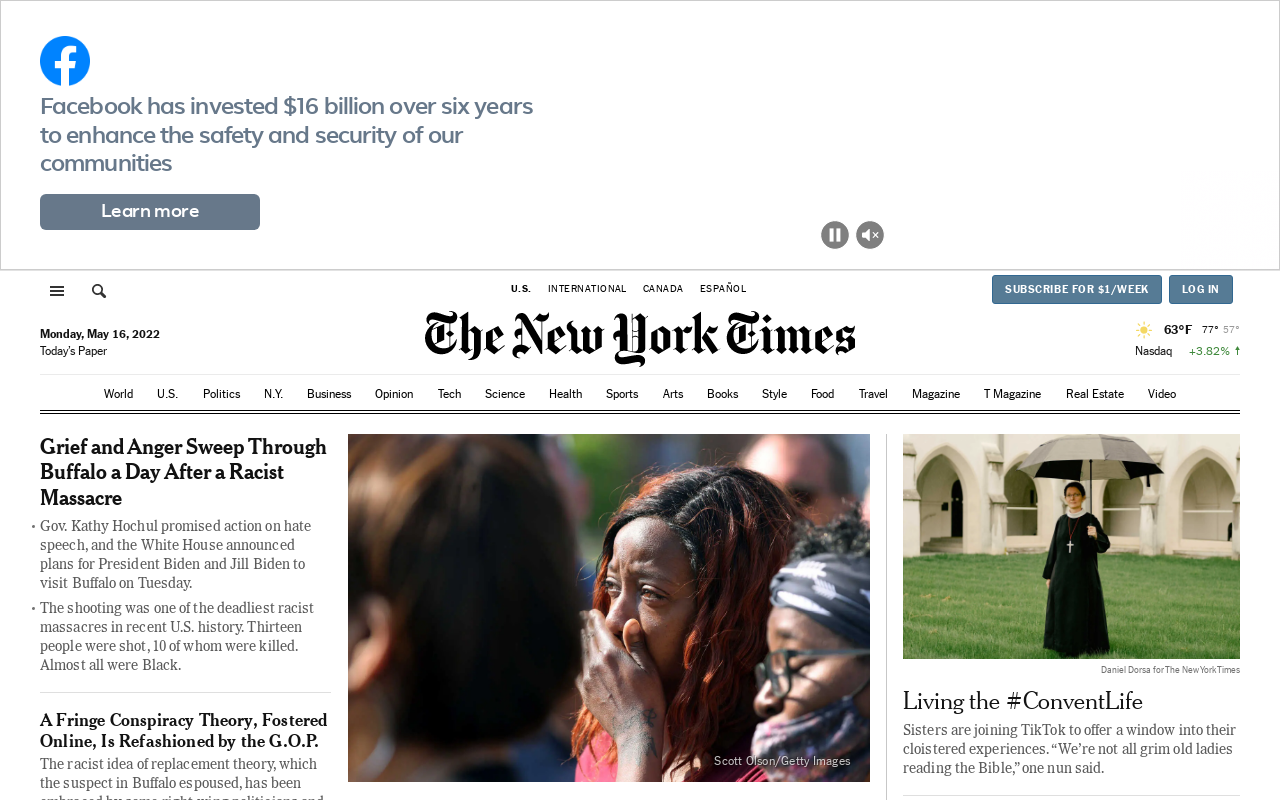 Facebook has invested $16 billion over six years
to enhance the safety and security of our
communities
Learn more
U.S.
INTERNATIONAL
CANADA
ESPAÑOL
SUBSCRIBE FOR $1/WEEK
LOG IN
Monday, May 16, 2022
Today's Paper
The New York Times
63°F 77° 57°
Nasdaq +3.82% ↑
World
U.S.
Politics
N.Y.
Business
Opinion
Tech
Science
Health
Sports
Arts
Books
Style
Food
Travel
Magazine
T Magazine
Real Estate
Video
Grief and Anger Sweep Through
Buffalo a Day After a Racist
Massacre
• Gov. Kathy Hochul promised action on hate
speech, and the White House announced
plans for President Biden and Jill Biden to
visit Buffalo on Tuesday.
• The shooting was one of the deadliest racist
massacres in recent U.S. history. Thirteen
people were shot, 10 of whom were killed.
Almost all were Black.
A Fringe Conspiracy Theory, Fostered
Online, Is Refashioned by the G.O.P.
The racist idea of replacement theory, which
the suspect in Buffalo espoused, has been
embraced by some right-wing politicians and
Scott Olson/Getty Images
Daniel Dorsa for The New York Times
Living the #ConventLife
Sisters are joining TikTok to offer a window into their
cloistered experiences. “We’re not all grim old ladies
reading the Bible,” one nun said.